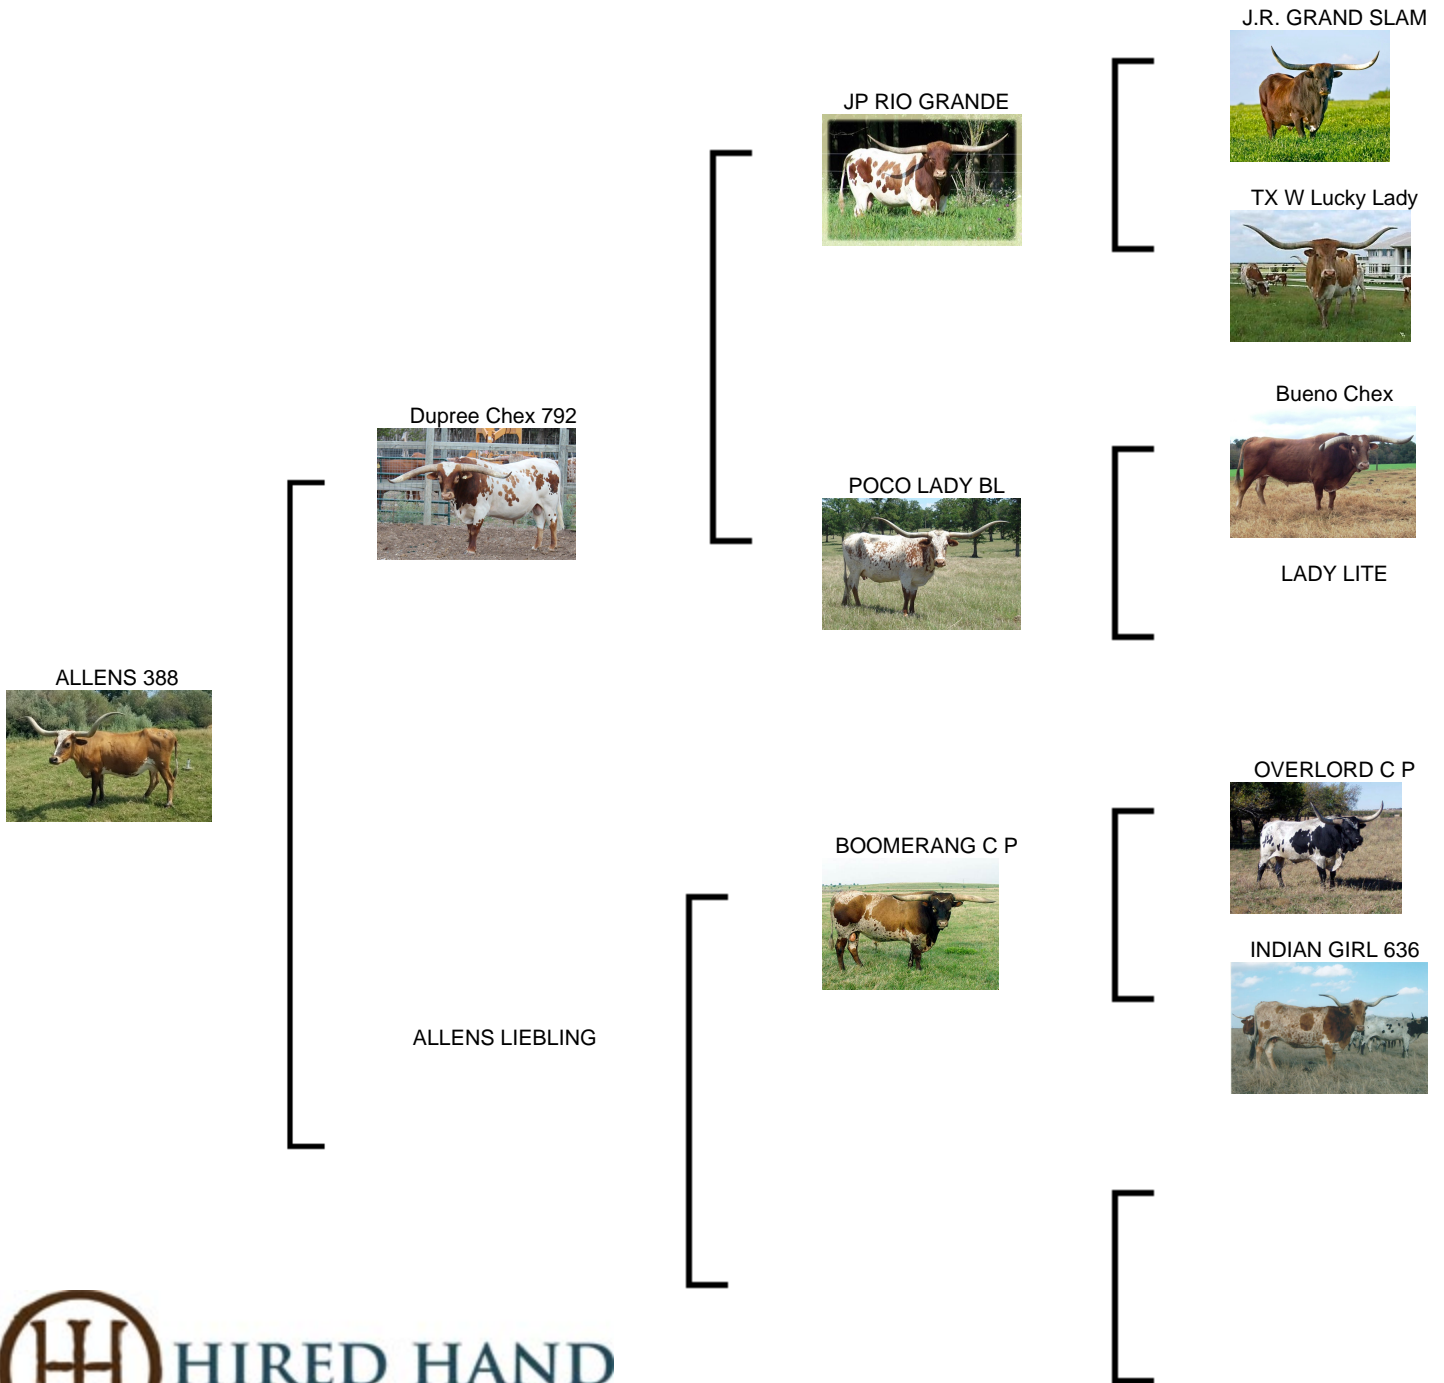 J.R. GRAND SLAM
JP RIO GRANDE
TX W Lucky Lady
Dupree Chex 792
Bueno Chex
POCO LADY BL
LADY LITE
ALLENS 388
OVERLORD C P
BOOMERANG C P
INDIAN GIRL 636
ALLENS LIEBLING
HIRED HAND